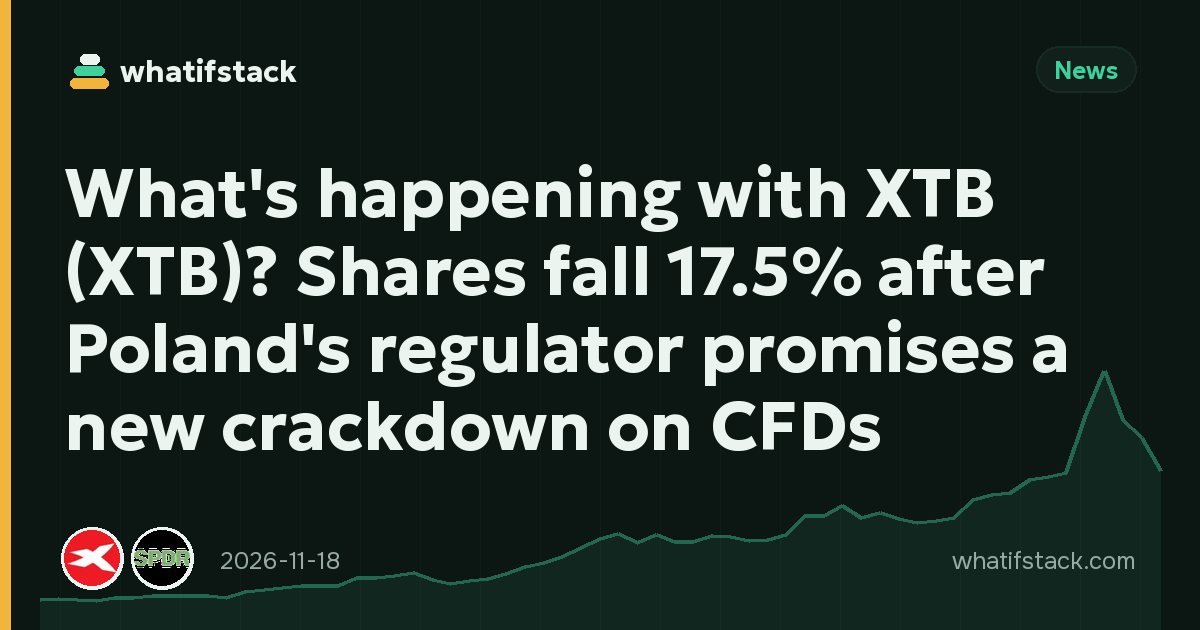 whatifstack
News
What's happening with XTB
(XTB)? Shares fall 17.5% after
Poland's regulator promises a
new crackdown on CFDs
SPDR
2026-11-18
whatifstack.com